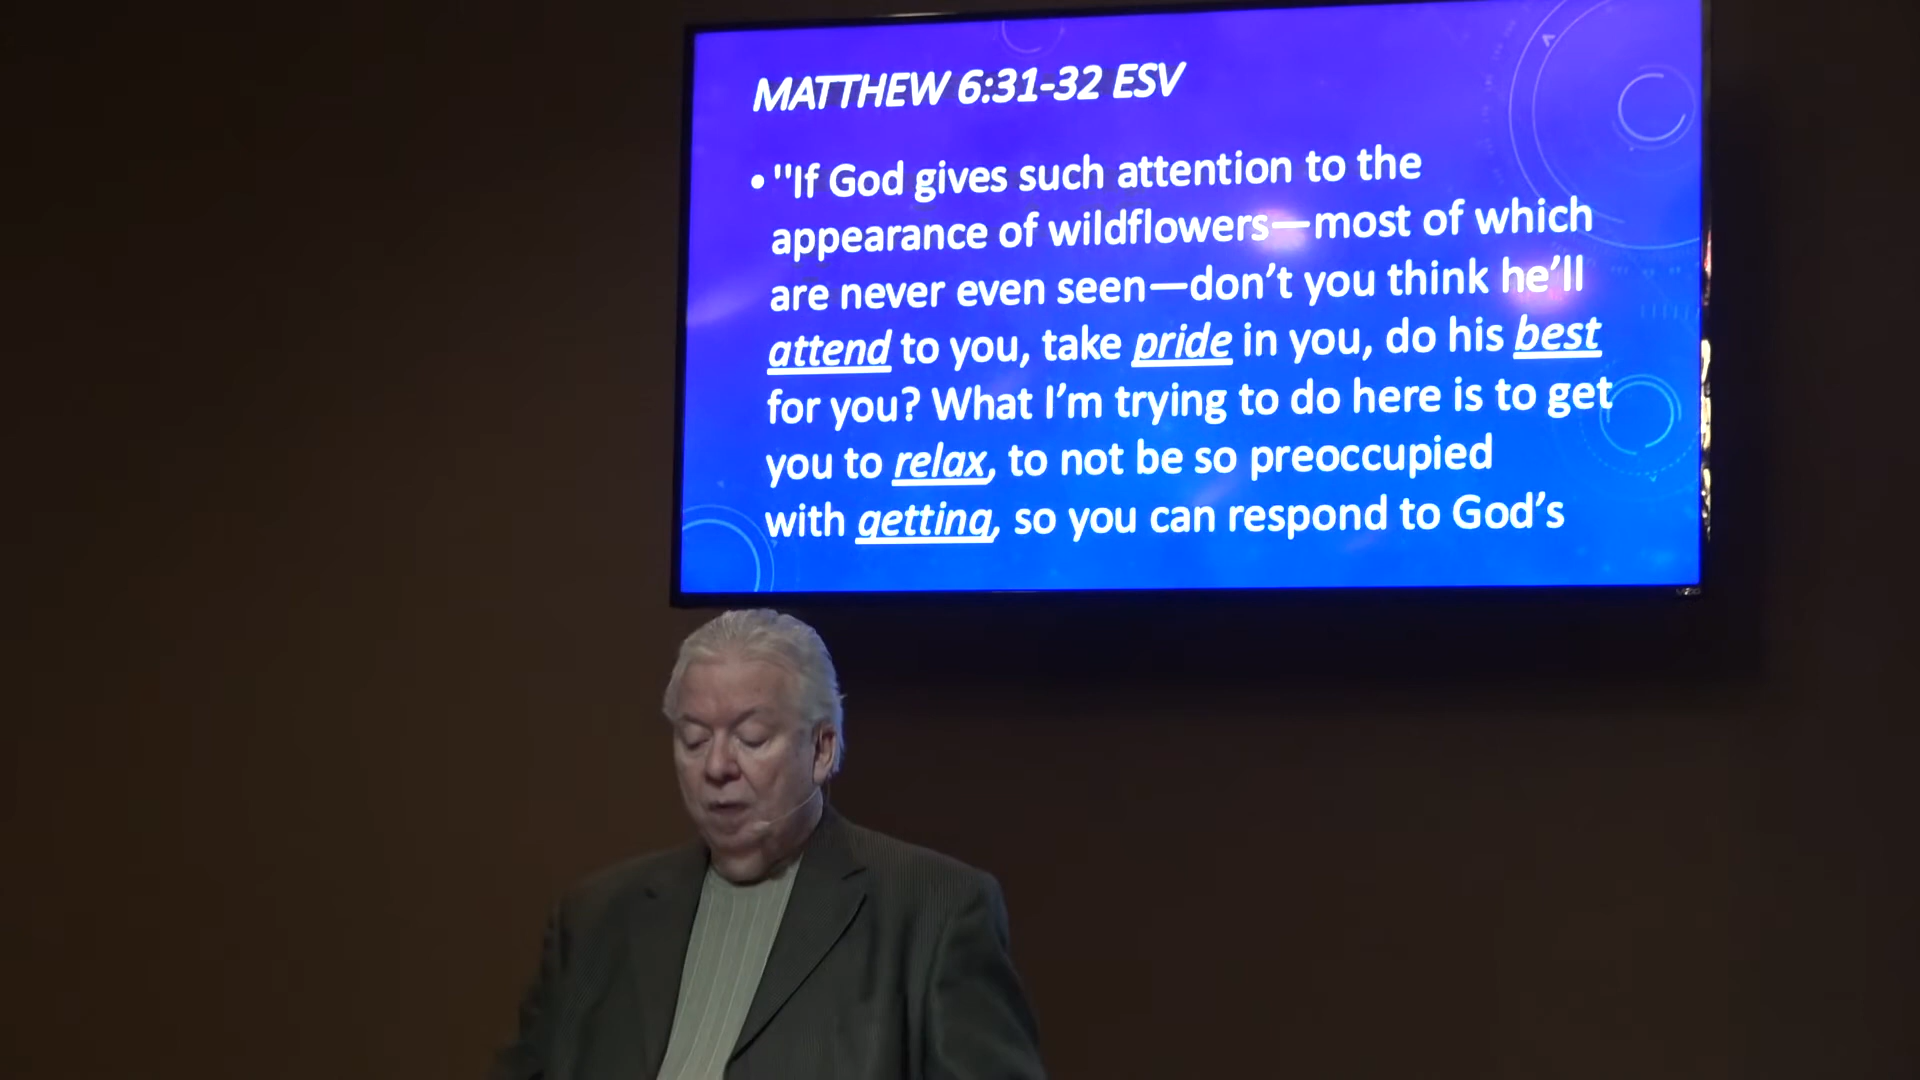 MATTHEW 6:31-32 ESV
• "If God gives such attention to the
appearance of wildflowers—most of which
are never even seen—don’t you think he’ll
attend to you, take pride in you, do his best
for you? What I’m trying to do here is to get
you to relax, to not be so preoccupied
with getting, so you can respond to God’s
VIZIO